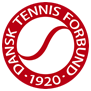 DANSK TENNIS FORBUND
· 1920 ·